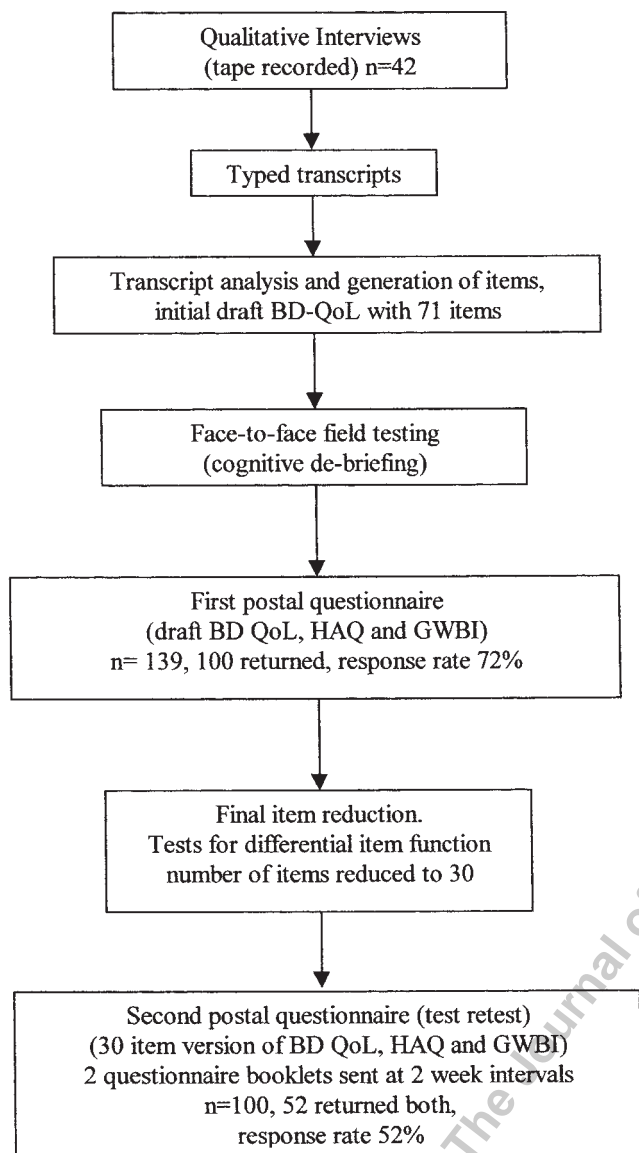 Qualitative Interviews
(tape recorded) n=42
Typed transcripts
Transcript analysis and generation of items,
initial draft BD-QoL with 71 items
Face-to-face field testing
(cognitive de-briefing)
First postal questionnaire
(draft BD QoL, HAQ and GWBI)
n= 139, 100 returned, response rate 72%
Final item reduction.
Tests for differential item function
number of items reduced to 30
Second postal questionnaire (test retest)
(30 item version of BD QoL, HAQ and GWBI)
2 questionnaire booklets sent at 2 week intervals
n=100, 52 returned both,
response rate 52%
The Journal of